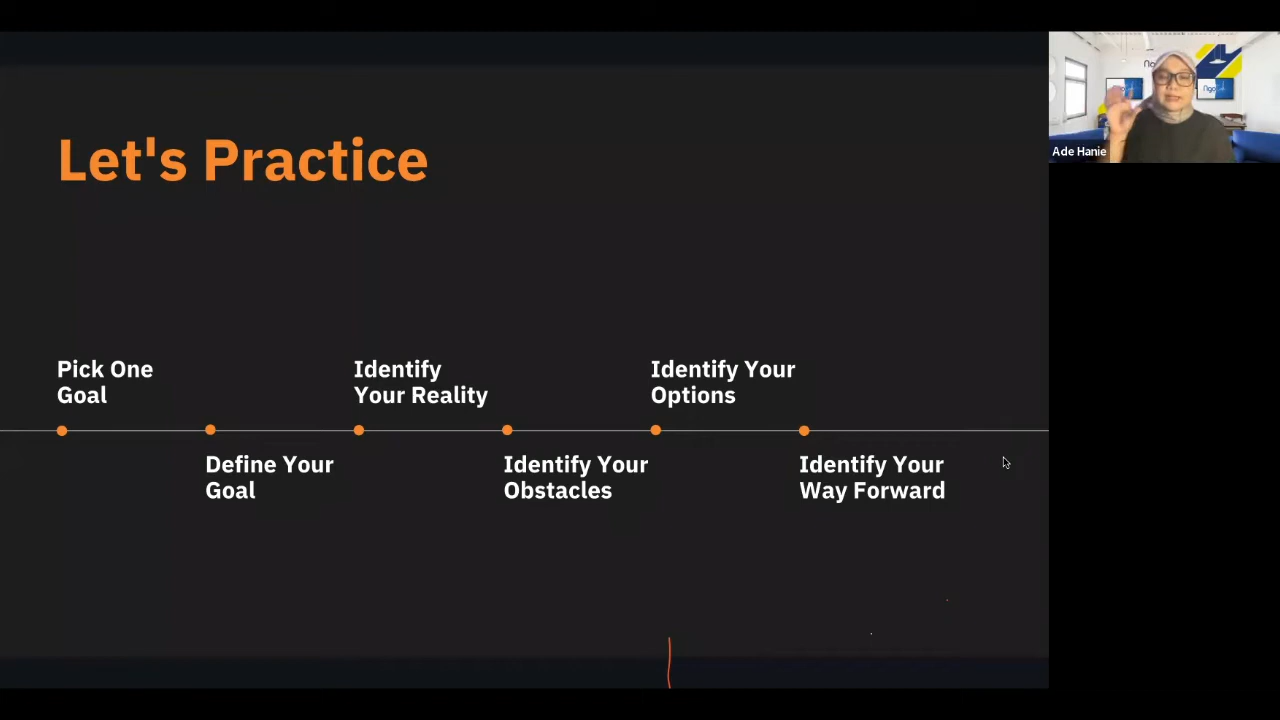 Let's Practice
Pick One
Goal
Define Your
Goal
Identify
Your Reality
Identify Your
Obstacles
Identify Your
Options
Identify Your
Way Forward
Ade Hanie